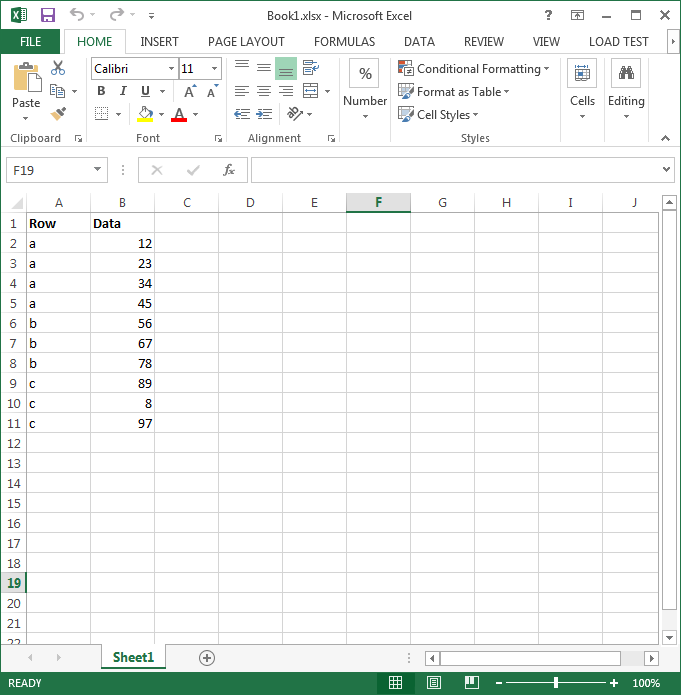 Book1.xlsx - Microsoft Excel ?
FILE HOME INSERT PAGE LAYOUT FORMULAS DATA REVIEW VIEW LOAD TEST
Paste
Calibri 11
B I U A A
A
%
Number
Conditional Formatting
Format as Table
Cell Styles
Cells
Editing
Clipboard Font Alignment Styles
F19 fx
A B C D E F G H I J
1 Row Data
2 a 12
3 a 23
4 a 34
5 a 45
6 b 56
7 b 67
8 b 78
9 c 89
10 c 8
11 c 97
12
13
14
15
16
17
18
19
20
21
22
Sheet1
READY 100%